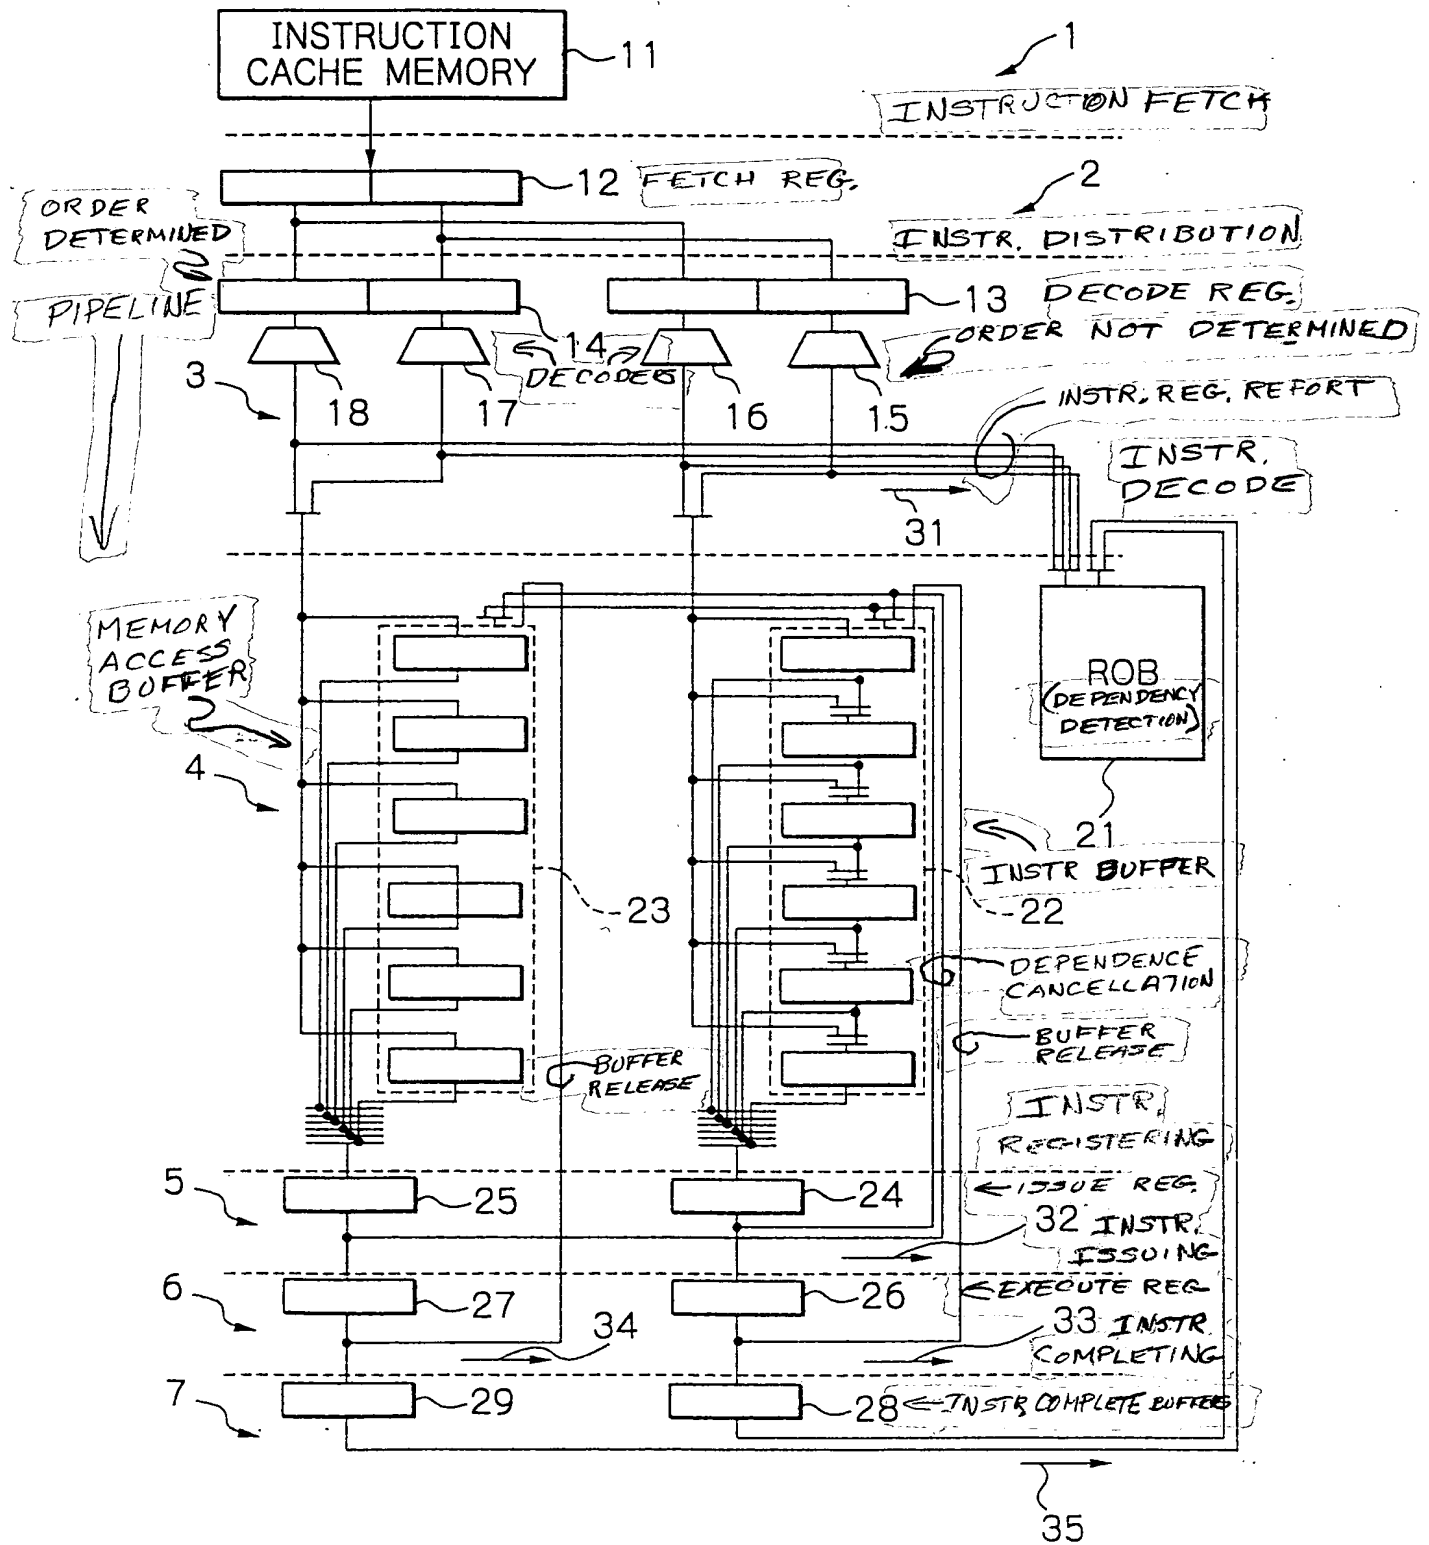 INSTRUCTION
CACHE MEMORY
11
1
INSTRUCTION FETCH
12
FETCH REG.
2
ORDER
DETERMINED
INSTR. DISTRIBUTION
PIPELINE
13
DECODE REG.
14
ORDER NOT DETERMINED
DECODERS
3
18
17
16
15
INSTR. REG. REPORT
INSTR.
DECODE
31
MEMORY
ACCESS
BUFFER
ROB
(DEPENDENCY
DETECTION)
4
21
INSTR BUFFER
23
22
DEPENDENCE
CANCELLATION
BUFFER
RELEASE
BUFFER
RELEASE
INSTR.
REGISTERING
5
25
24
ISSUE REG.
32 INSTR.
ISSUING
6
27
26
EXECUTE REG
34
33 INSTR
COMPLETING
7
29
28
INSTR COMPLETE BUFFERS
35